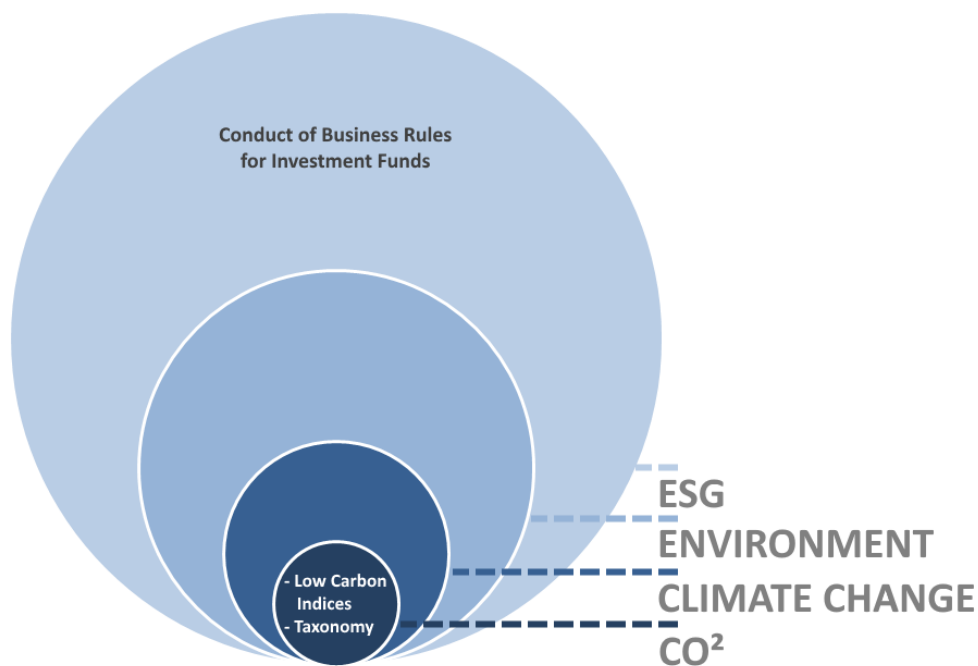 Conduct of Business Rules
for Investment Funds
- Low Carbon
Indices
- Taxonomy
ESG
ENVIRONMENT
CLIMATE CHANGE
CO²